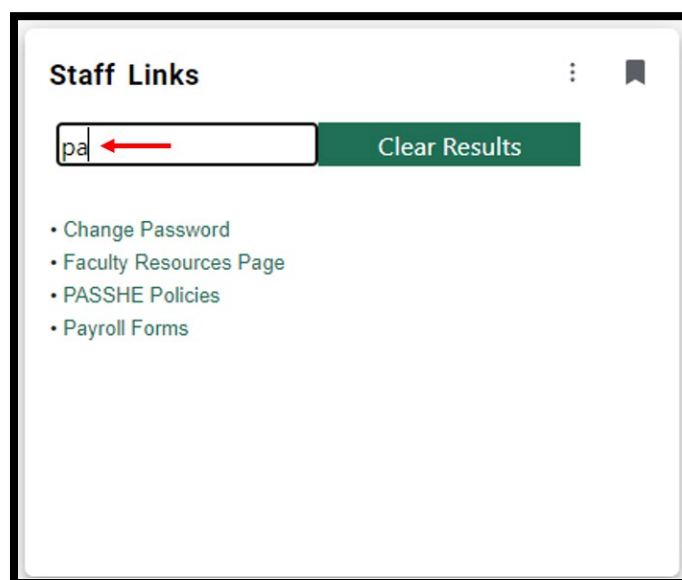 Staff Links
pa
Clear Results
• Change Password
• Faculty Resources Page
• PASSHE Policies
• Payroll Forms